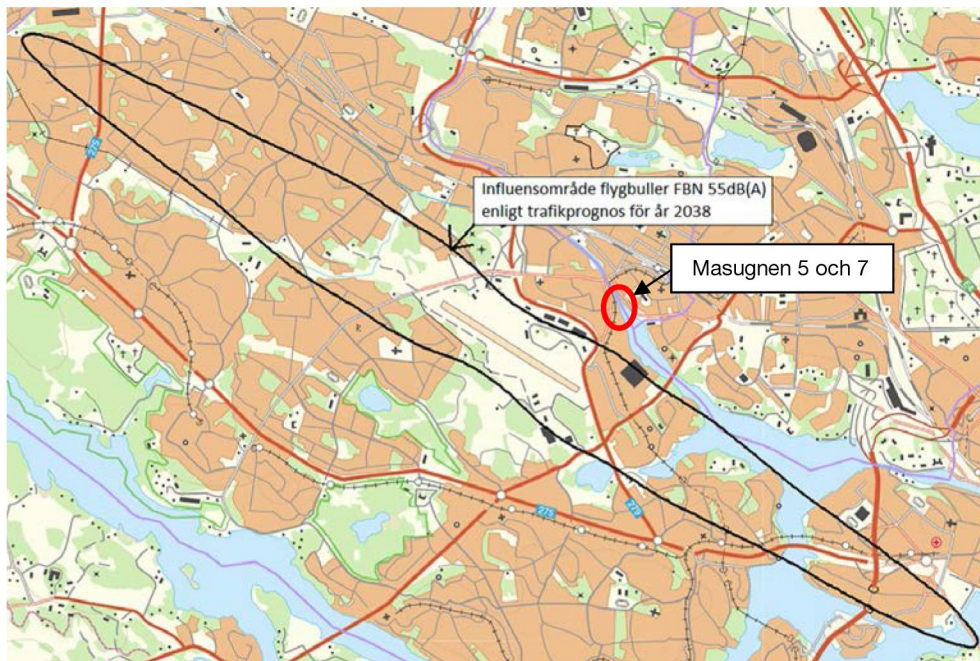 275
Influensområde flygbuller FBN 55dB(A)
enligt trafikprognos för år 2038
Masugnen 5 och 7
275
275